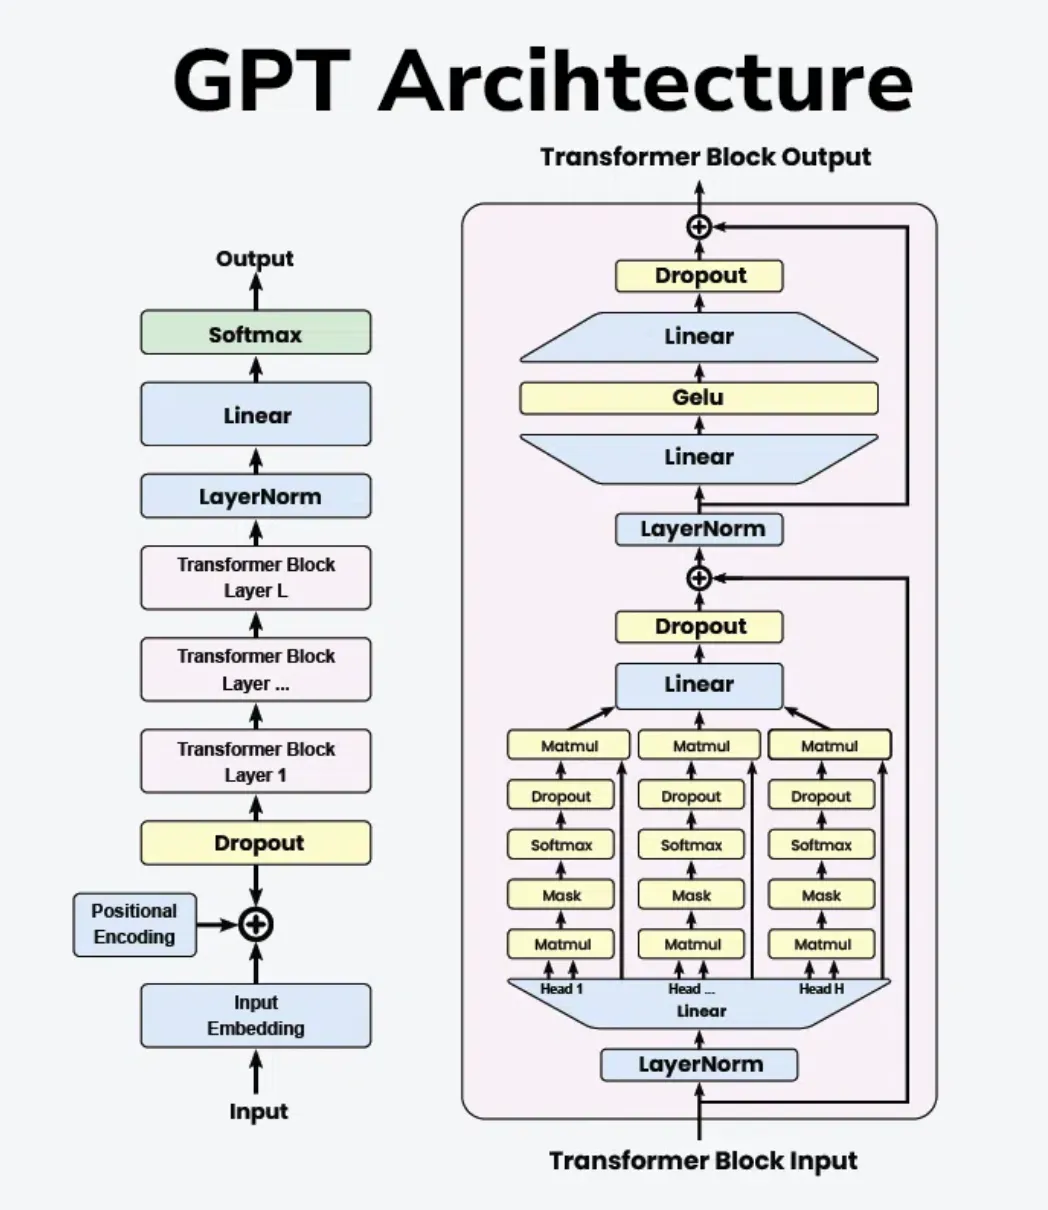 GPT Arcihtecture
Output
Softmax
Linear
LayerNorm
Transformer Block
Layer L
Transformer Block
Layer ...
Transformer Block
Layer 1
Dropout
Positional
Encoding
Input
Embedding
Input
Transformer Block Output
Dropout
Linear
Gelu
Linear
LayerNorm
Dropout
Linear
Matmul Matmul Matmul
Dropout Dropout Dropout
Softmax Softmax Softmax
Mask Mask Mask
Matmul Matmul Matmul
Head 1 Head ... Head H
Linear
LayerNorm
Transformer Block Input